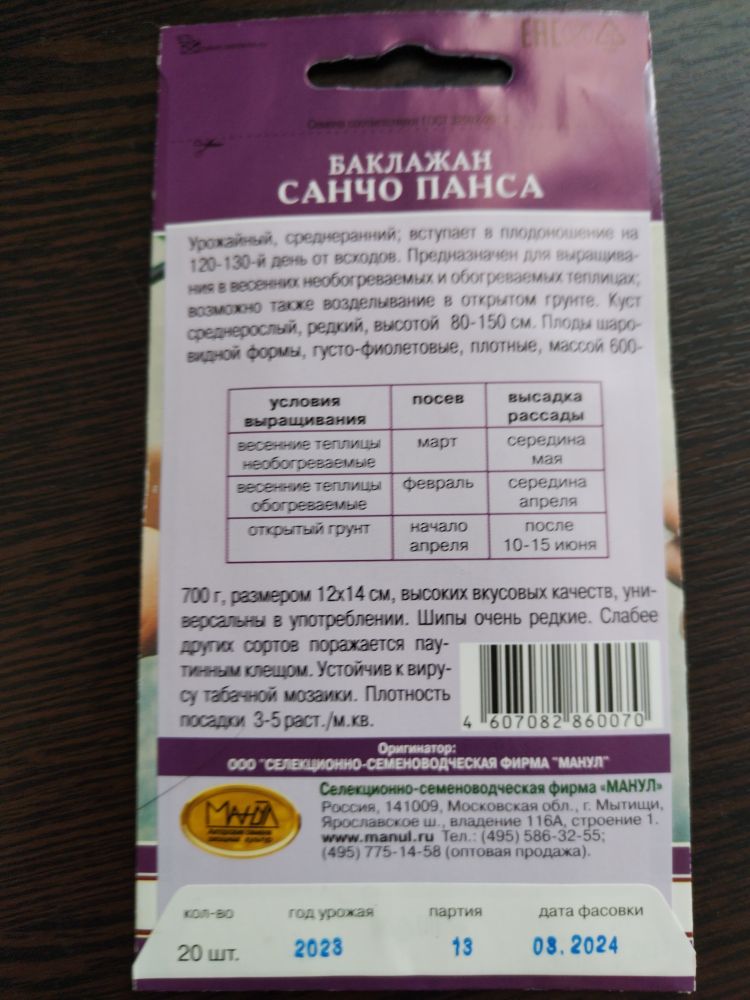 Семена соответствуют ГОСТ
БАКЛАЖАН
САНЧО ПАНСА
Урожайный, среднеранний; вступает в плодоношение на
120-130-й день от всходов. Предназначен для выращива-
ния в весенних необогреваемых и обогреваемых теплицах;
возможно также возделывание в открытом грунте. Куст
среднерослый, редкий, высотой 80-150 см. Плоды шаро-
видной формы, густо-фиолетовые, плотные, массой 600-
условия выращивания посев высадка рассады
весенние теплицы необогреваемые март середина мая
весенние теплицы обогреваемые февраль середина апреля
открытый грунт начало апреля после 10-15 июня
700 г, размером 12х14 см, высоких вкусовых качеств, уни-
версальны в употреблении. Шипы очень редкие. Слабее
других сортов поражается пау-
тинным клещом. Устойчив к виру-
су табачной мозаики. Плотность
посадки 3-5 раст./м.кв.
4 607082 860070
Оригинатор:
ООО "СЕЛЕКЦИОННО-СЕМЕНОВОДЧЕСКАЯ ФИРМА "МАНУЛ"
МАНУЛ
Селекционно-семеноводческая фирма «МАНУЛ»
Россия, 141009, Московская обл., г. Мытищи,
Ярославское ш., владение 116А, строение 1.
www.manul.ru Тел.: (495) 586-32-55;
(495) 775-14-58 (оптовая продажа).
кол-во год урожая партия дата фасовки
20 шт. 2023 13 08.2024